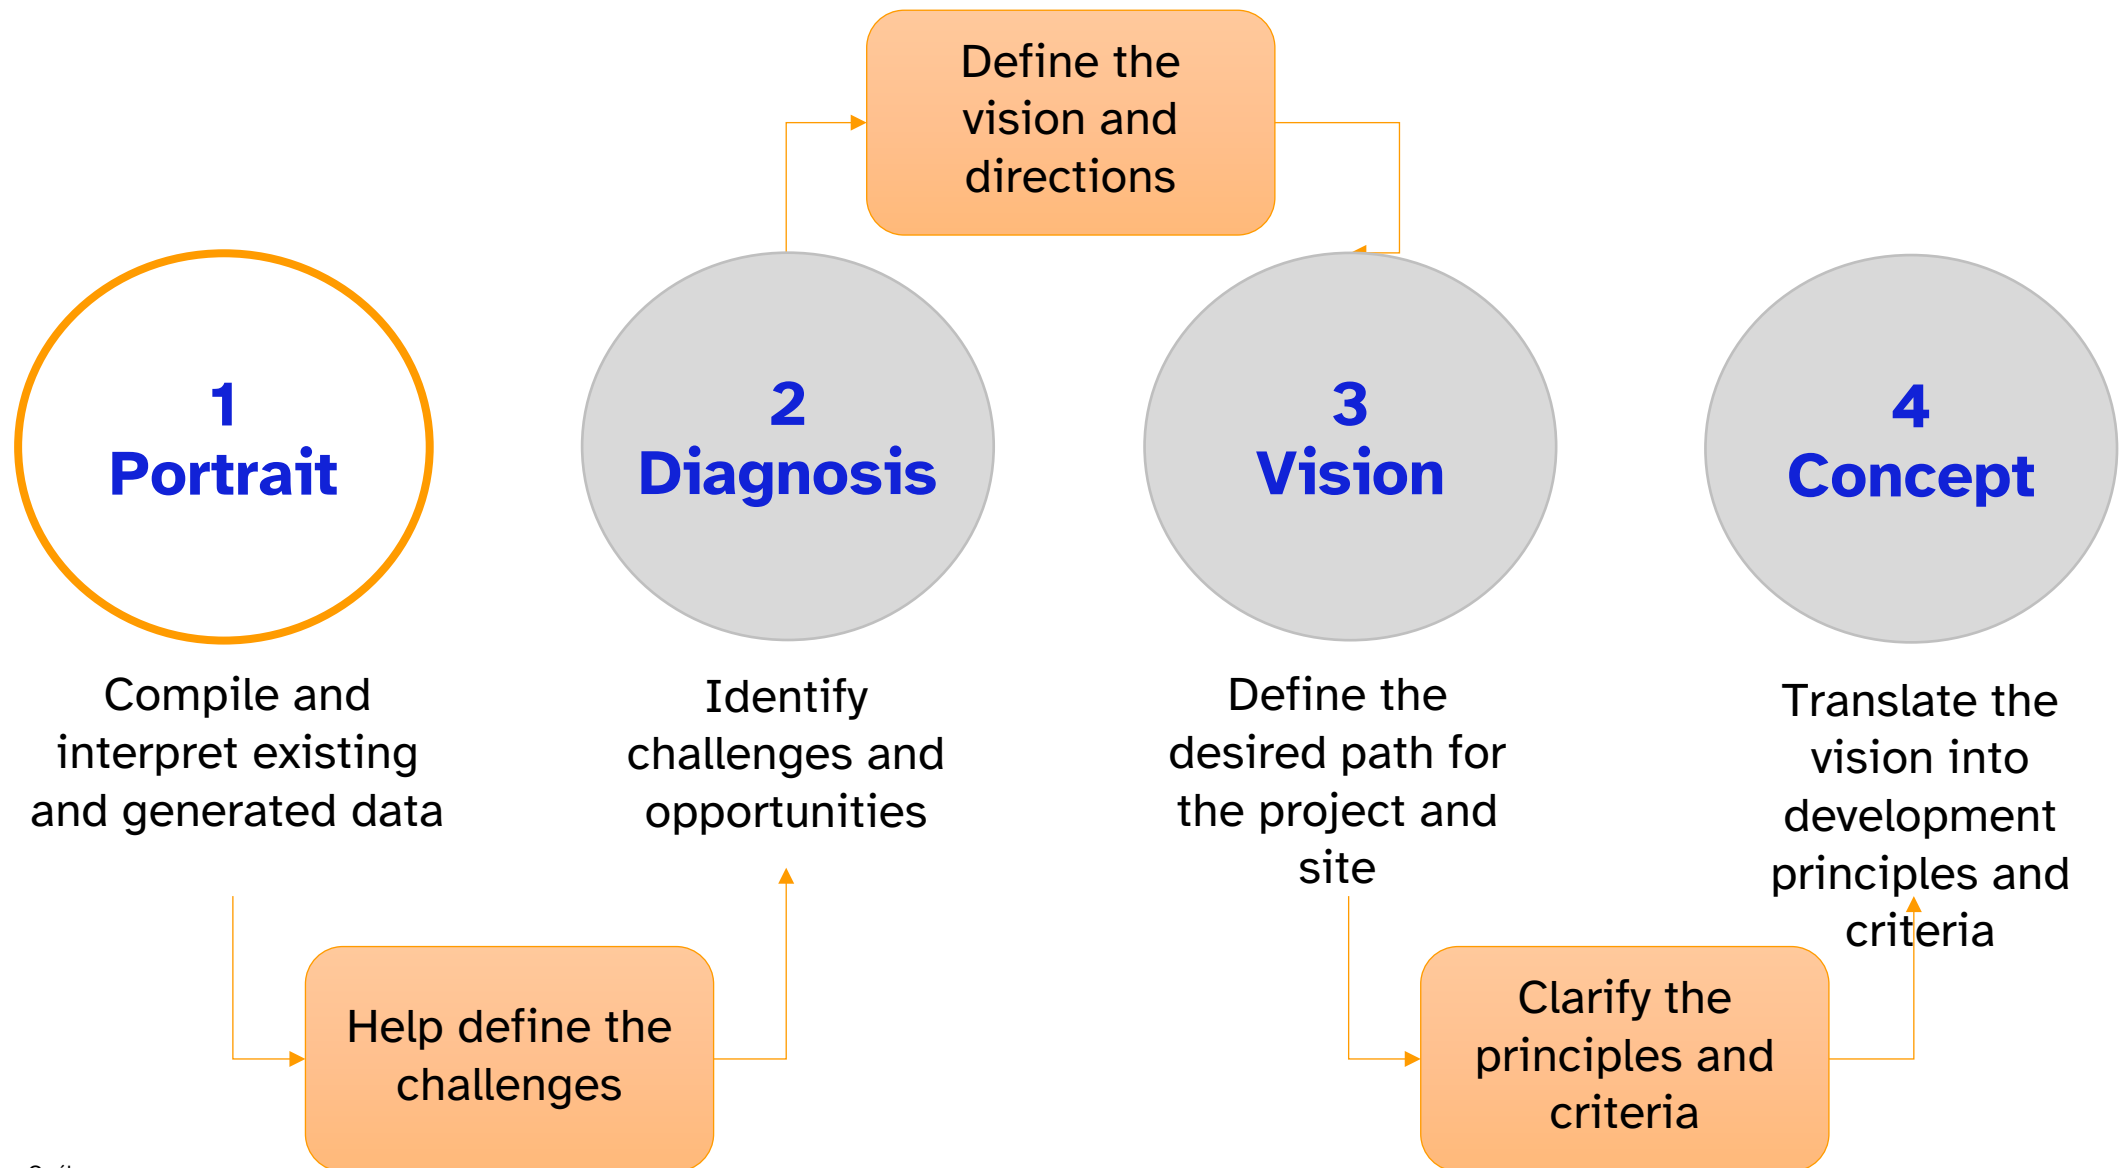 Define the
vision and
directions
1
Portrait
2
Diagnosis
3
Vision
4
Concept
Compile and
interpret existing
and generated data
Identify
challenges and
opportunities
Define the
desired path for
the project and
site
Translate the
vision into
development
principles and
criteria
Help define the
challenges
Clarify the
principles and
criteria